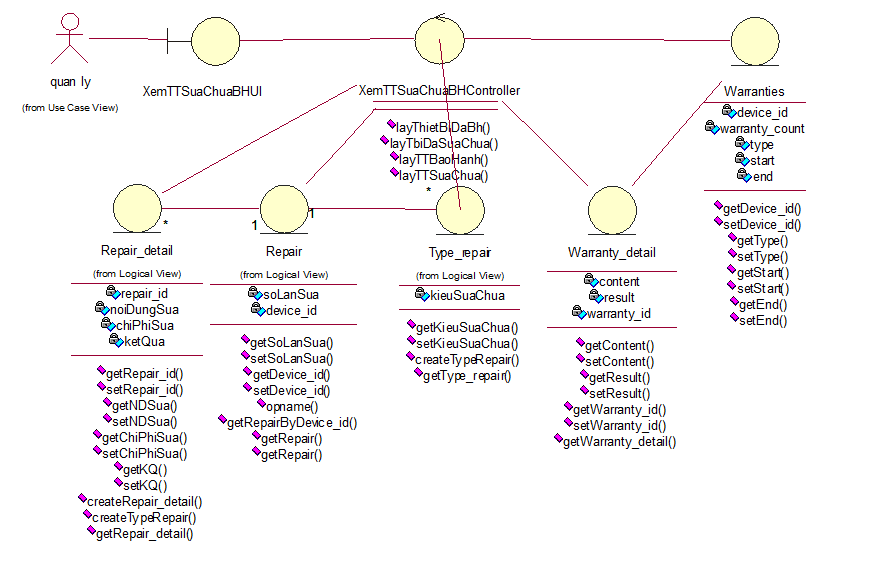 quan ly
(from Use Case View)
XemTTSuaChuaBHUI
XemTTSuaChuaBHController
layThietBiDaBh()
layTbiDaSuaChua()
layTTBaoHanh()
layTTSuaChua()
Warranties
device_id
warranty_count
type
start
end
getDevice_id()
setDevice_id()
getType()
setType()
getStart()
setStart()
getEnd()
setEnd()
*
1
1
*
Repair_detail
(from Logical View)
repair_id
noiDungSua
chiPhiSua
ketQua
getRepair_id()
setRepair_id()
getNDSua()
setNDSua()
getChiPhiSua()
setChiPhiSua()
getKQ()
setKQ()
createRepair_detail()
createTypeRepair()
getRepair_detail()
Repair
(from Logical View)
soLanSua
device_id
getSoLanSua()
setSoLanSua()
getDevice_id()
setDevice_id()
opname()
getRepairByDevice_id()
getRepair()
getRepair()
Type_repair
(from Logical View)
kieuSuaChua
getKieuSuaChua()
setKieuSuaChua()
createTypeRepair()
getType_repair()
Warranty_detail
content
result
warranty_id
getContent()
setContent()
getResult()
setResult()
getWarranty_id()
setWarranty_id()
getWarranty_detail()